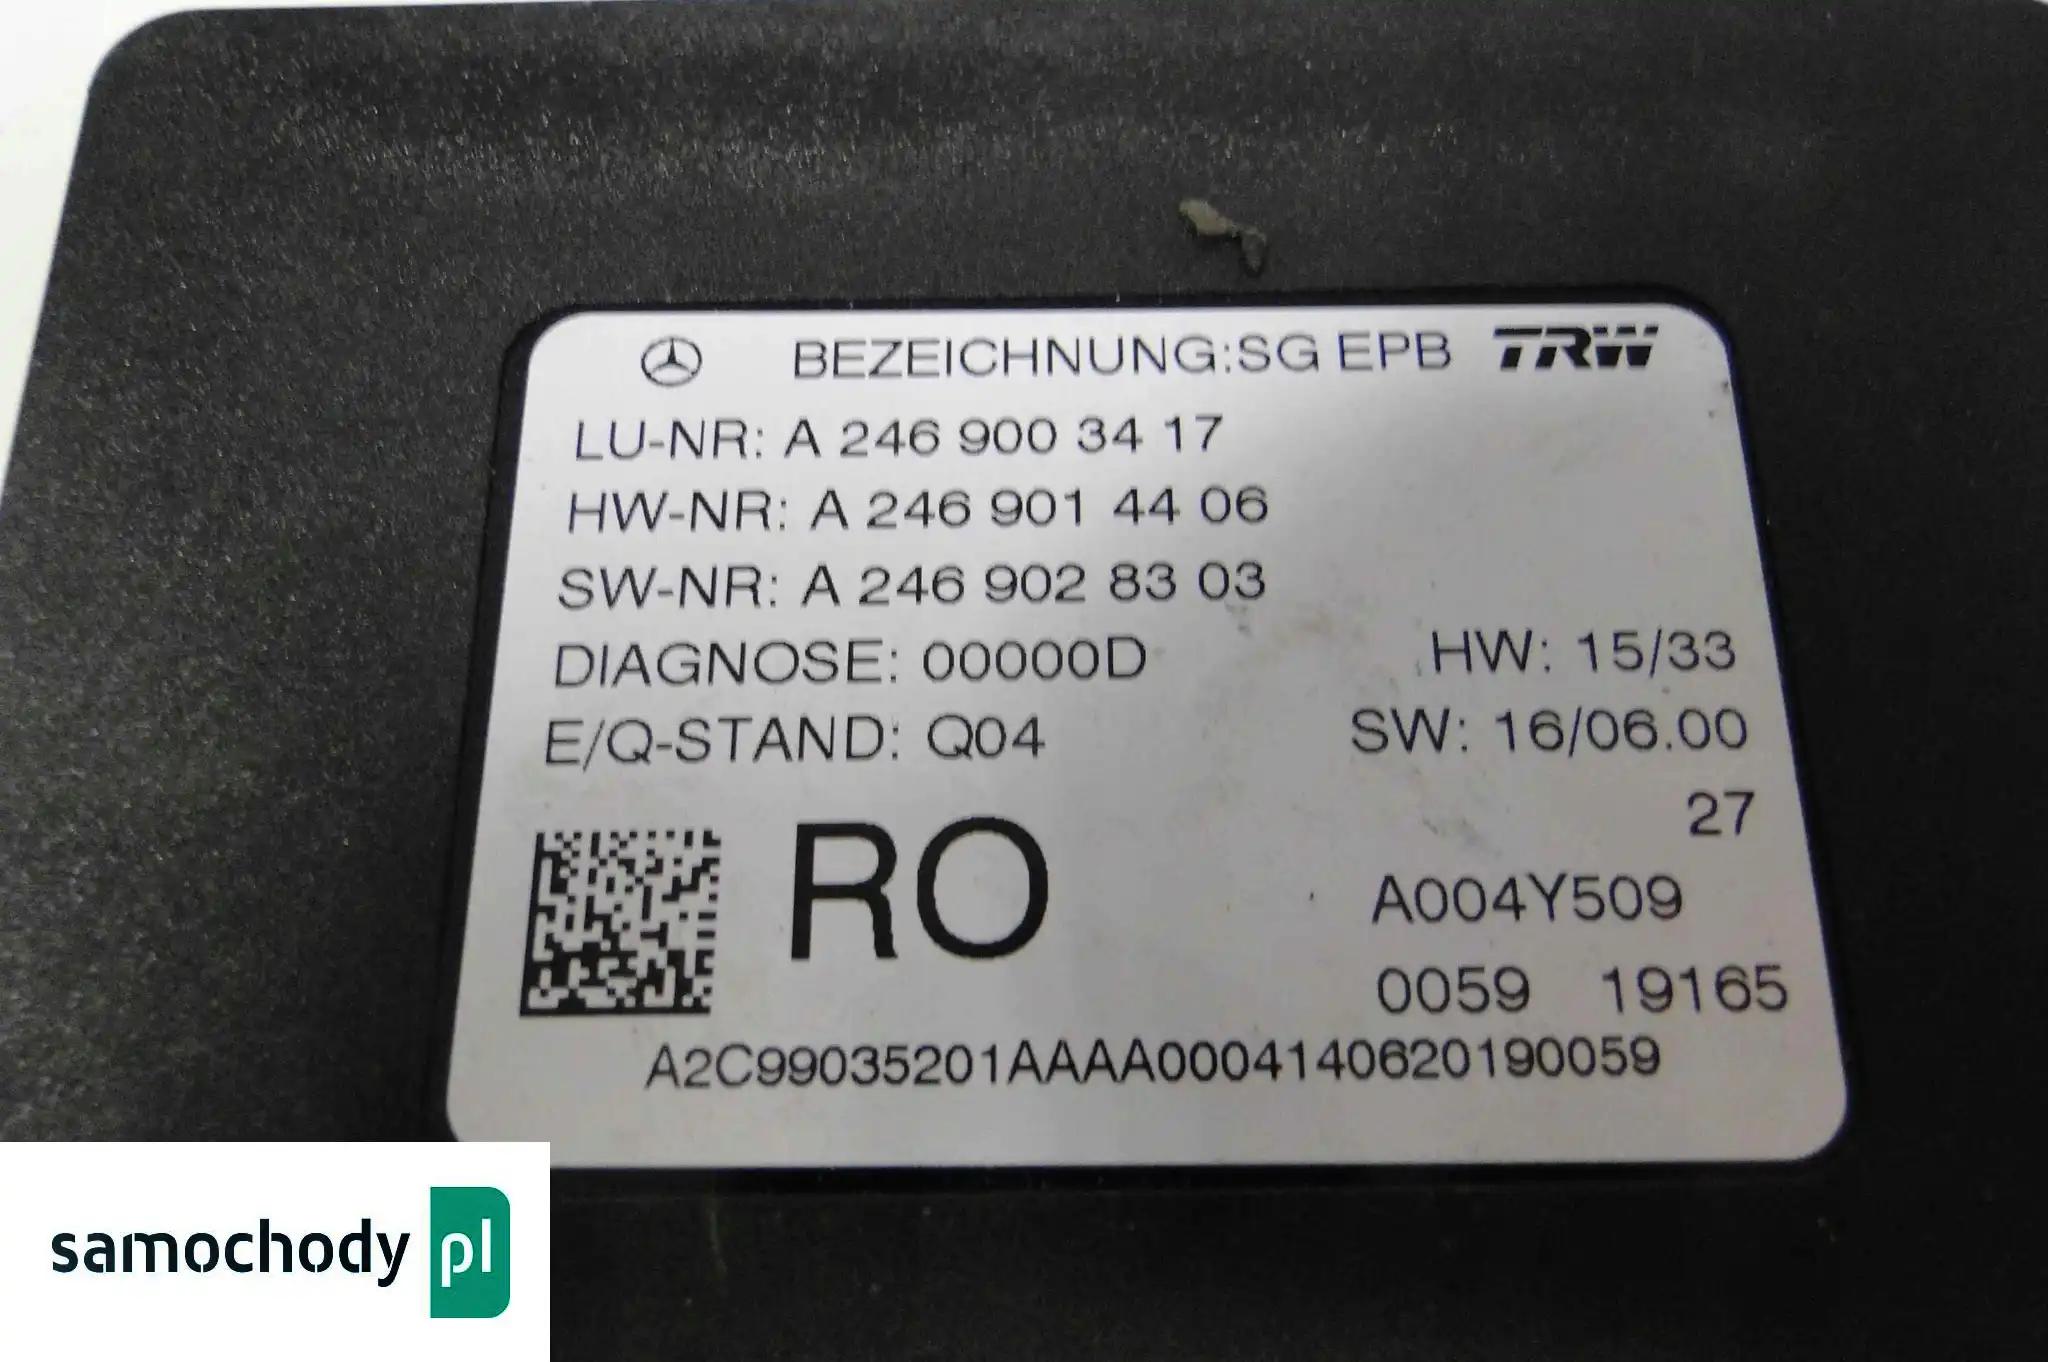 BEZEICHNUNG:SG EPB TRW
LU-NR: A 246 900 34 17
HW-NR: A 246 901 44 06
SW-NR: A 246 902 83 03
DIAGNOSE: 00000D HW: 15/33
E/Q-STAND: Q04 SW: 16/06.00
27
RO A004Y509
0059 19165
A2C99035201AAAA0004140620190059
samochody pl